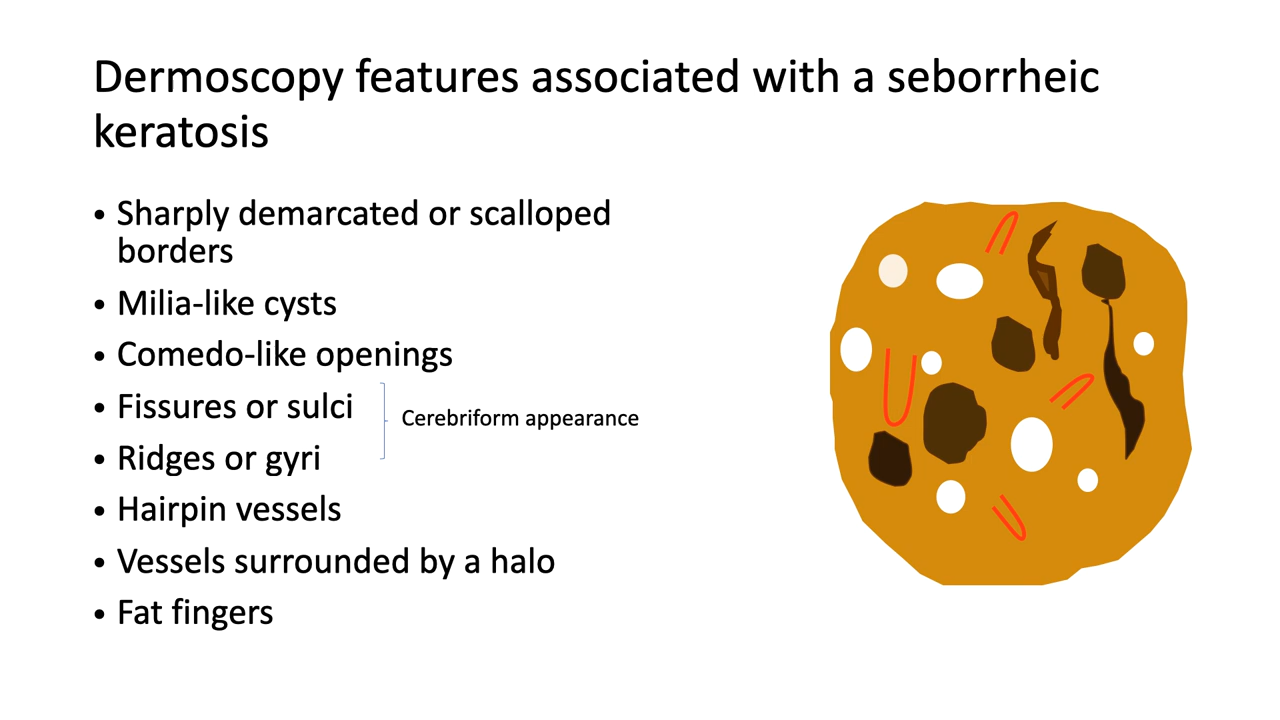 Dermoscopy features associated with a seborrheic
keratosis
• Sharply demarcated or scalloped
borders
• Milia-like cysts
• Comedo-like openings
• Fissures or sulci
Cerebriform appearance
• Ridges or gyri
• Hairpin vessels
• Vessels surrounded by a halo
• Fat fingers